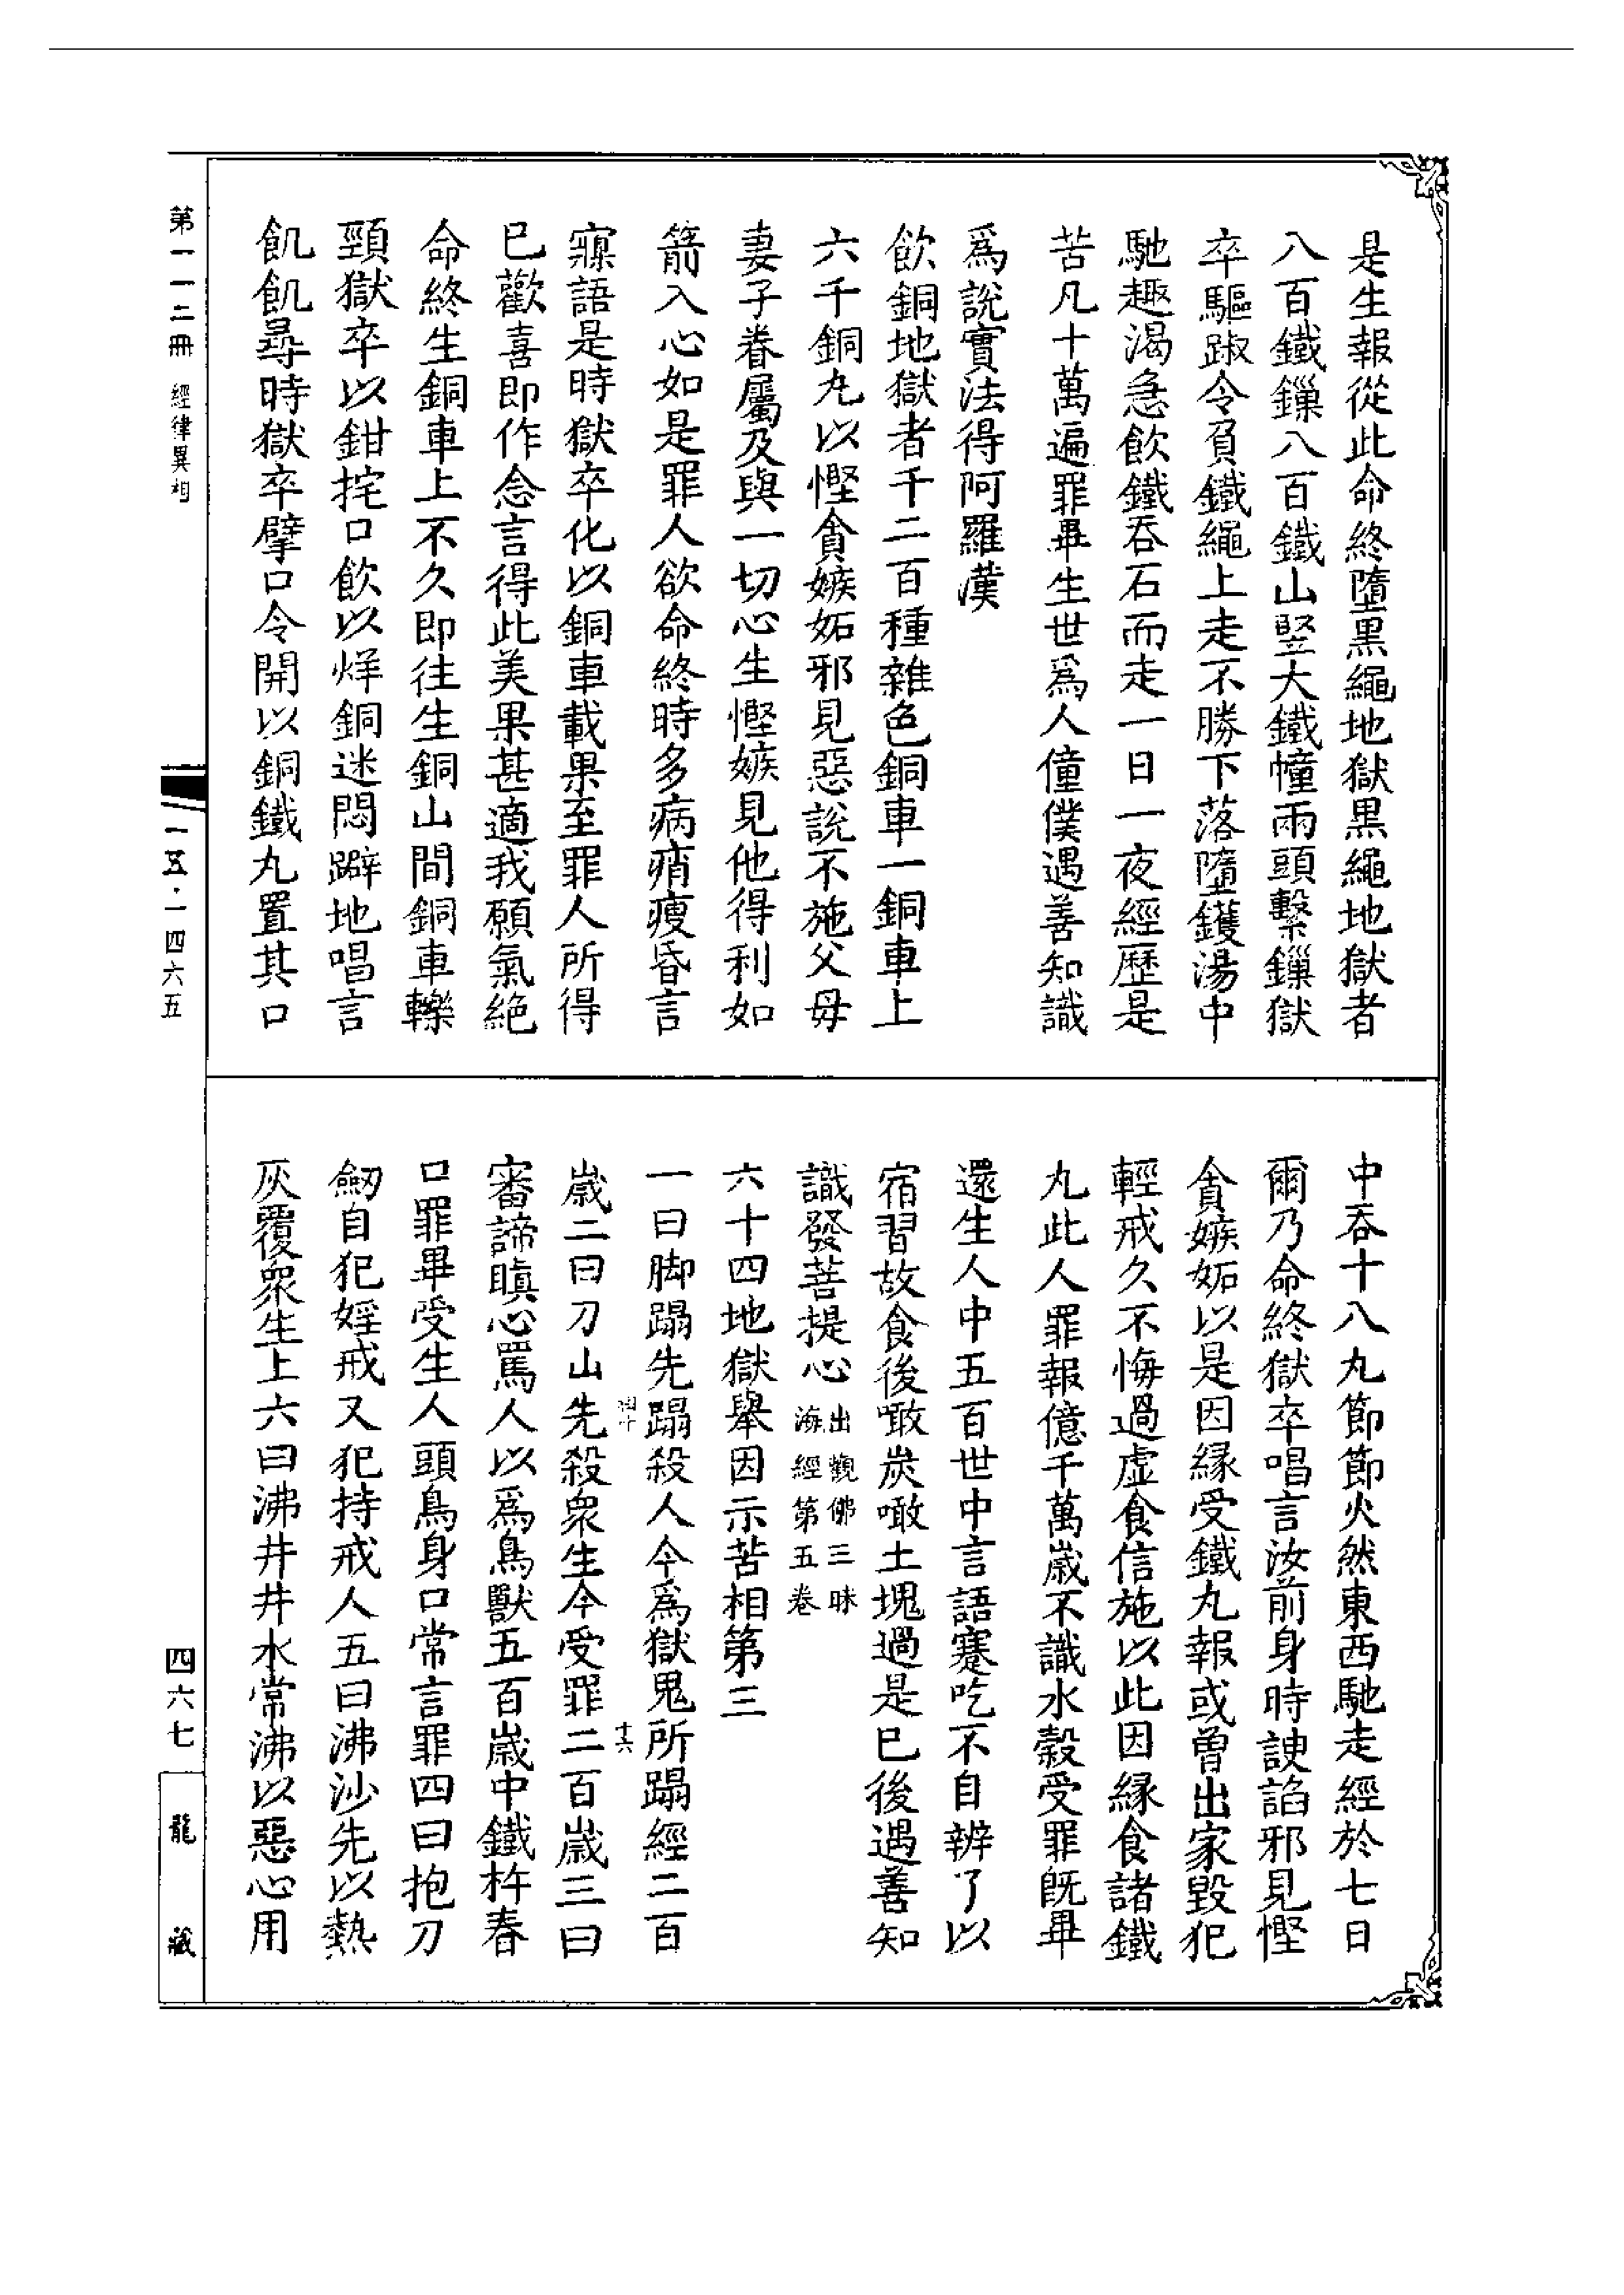 是生報從此命終墮黑繩地獄黑繩地獄者
八百鐵鏁八百鐵山竪大鐵幢兩頭繫鏁獄
卒驅踧令負鐵繩上走不勝下落墮鑊湯中
馳趣渴急飲鐵吞石而走一日一夜經歷是
苦凡十萬遍罪畢生世爲人僮僕遇善知識
爲說實法得阿羅漢
飲銅地獄者千二百種雜色銅車一銅車上
六千銅丸以慳貪嫉妬邪見惡說不施父母
妻子眷屬及與一切心生慳嫉見他得利如
箭入心如是罪人欲命終時多病痟瘦昏言
寱語是時獄卒化以銅車載果至罪人所得
已歡喜即作念言得此美果甚適我願氣絕
命終生銅車上不久即往生銅山間銅車轢
頸獄卒以鉗拕口飲以烊銅迷悶躃地唱言
飢飢尋時獄卒擘口令開以銅鐵丸置其口
中吞十八丸節節火然東西馳走經於七日
爾乃命終獄卒唱言汝前身時諛諂邪見慳
貪嫉妬以是因緣受鐵丸報或曾出家毀犯
輕戒久不悔過虛食信施以此因緣食諸鐵
丸此人罪報億千萬歲不識水穀受罪旣畢
還生人中五百世中言語蹇吃不自辨了以
宿習故食後噉炭噉土塊過是已後遇善知
識發菩提心出觀佛三昧海經第五卷
六十四地獄舉因示苦相第三
一曰脚蹋先蹋殺人今爲獄鬼所蹋經二百
十六
歲二曰刀山先殺衆生今受罪二百歲三曰
審諦瞋心罵人以爲鳥獸五百歲中鐵杵舂
口罪畢受生人頭鳥身口常言罪四曰抱刀
劒自犯婬戒又犯持戒人五曰沸沙先以熱
灰覆衆生上六曰沸井井水常沸以惡心用
第一一二冊 經律異相
一五·一四六五
四六七
龍藏